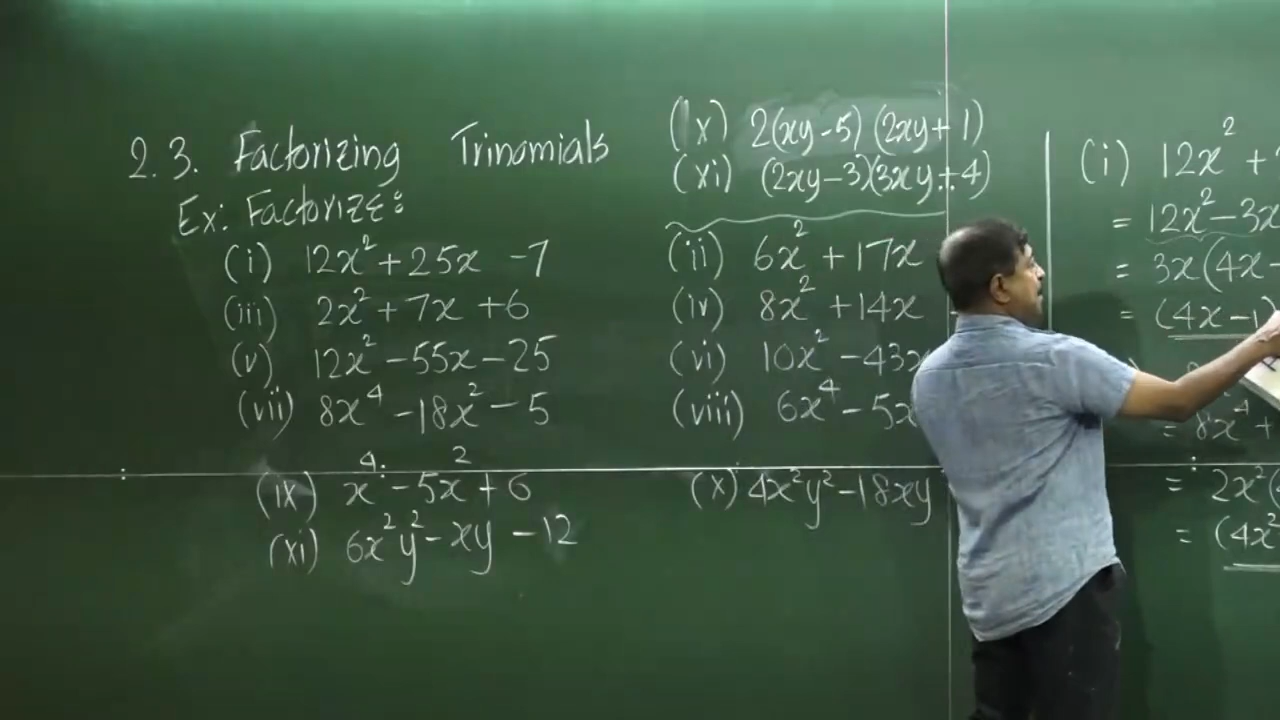 2.3. Factorizing Trinomials
Ex: Factorize:
(i) 12x² + 25x - 7
(iii) 2x² + 7x + 6
(v) 12x² - 55x - 25
(vii) 8x⁴ - 18x² - 5
(ix) x⁴ - 5x² + 6
(xi) 6x²y² - xy - 12
(x) 2(xy - 5) (2xy + 1)
(xi) (2xy - 3)(3xy + 4)
(ii) 6x² + 17x
(iv) 8x² + 14x
(vi) 10x² - 43x
(viii) 6x⁴ - 5x
(x) 4x²y² - 18xy
(i) 12x² +
= 12x² - 3x
= 3x(4x -
= (4x - 1)
= 8x⁴ +
= 2x²(
= (4x²